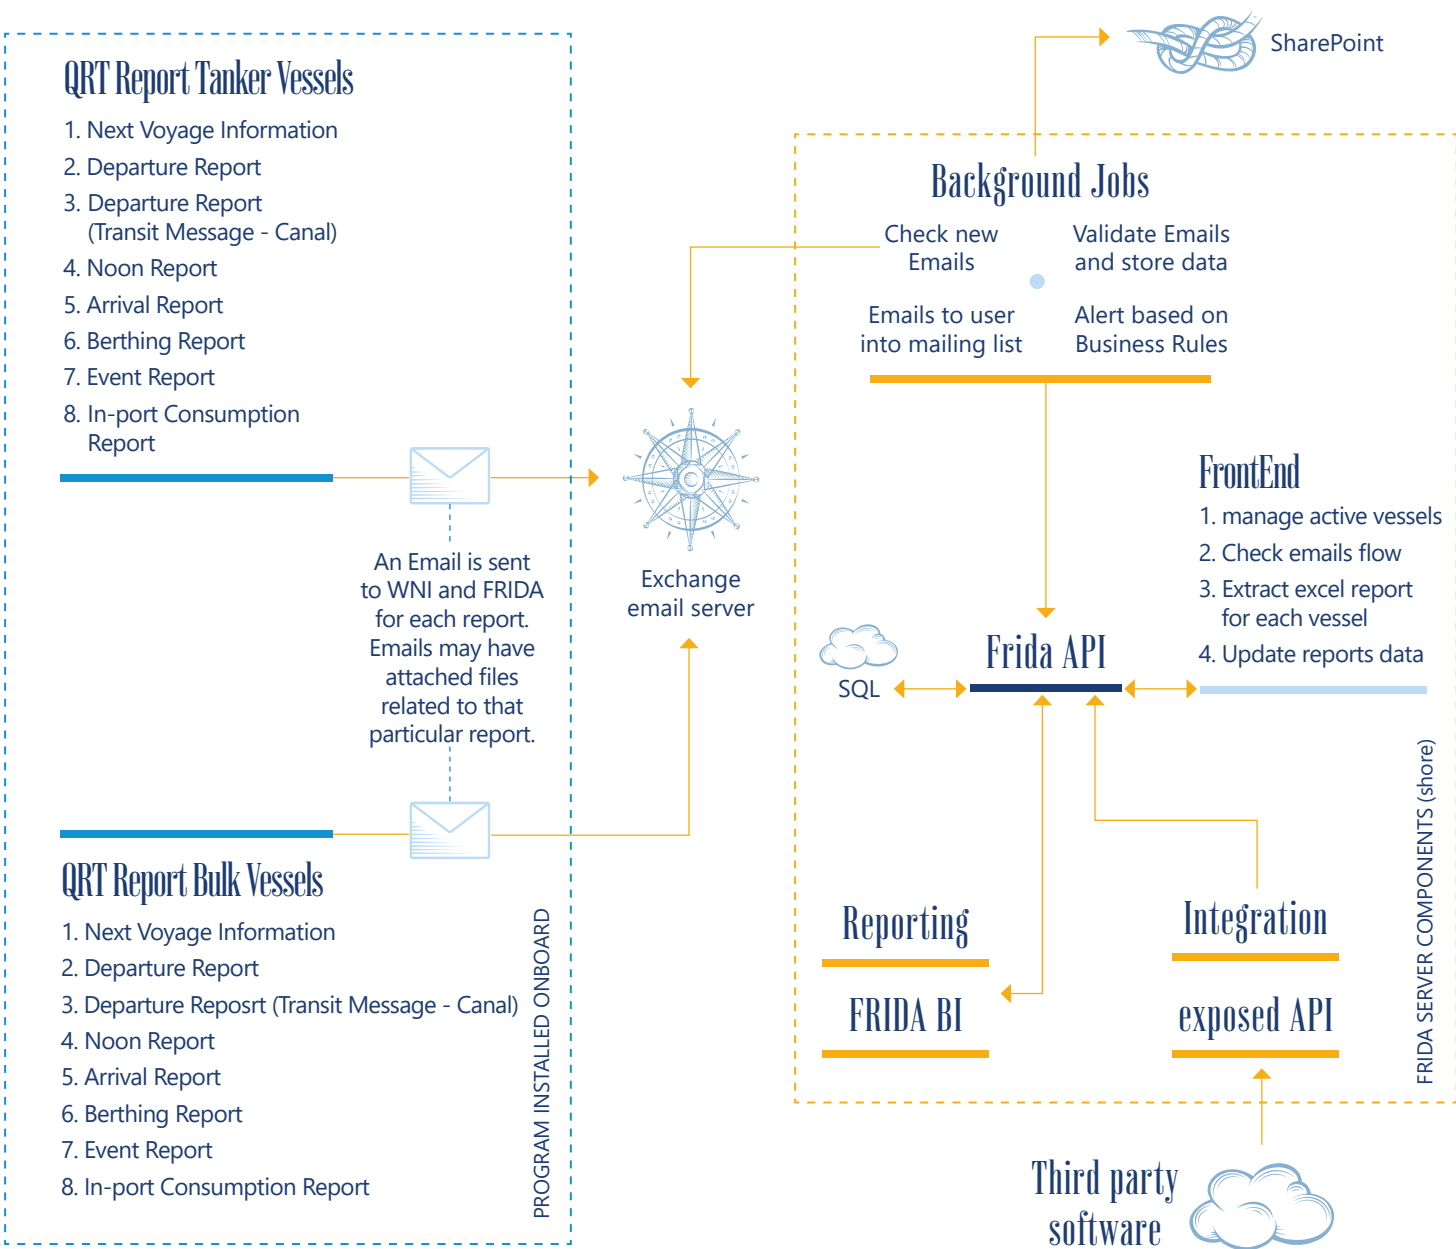 QRT Report Tanker Vessels
1. Next Voyage Information
2. Departure Report
3. Departure Report
(Transit Message - Canal)
4. Noon Report
5. Arrival Report
6. Berthing Report
7. Event Report
8. In-port Consumption
Report
An Email is sent
to WNI and FRIDA
for each report.
Emails may have
attached files
related to that
particular report.
QRT Report Bulk Vessels
1. Next Voyage Information
2. Departure Report
3. Departure Reposrt (Transit Message - Canal)
4. Noon Report
5. Arrival Report
6. Berthing Report
7. Event Report
8. In-port Consumption Report
PROGRAM INSTALLED ONBOARD
Exchange
email server
SharePoint
Background Jobs
Check new
Emails
Validate Emails
and store data
Emails to user
into mailing list
Alert based on
Business Rules
FrontEnd
1. manage active vessels
2. Check emails flow
3. Extract excel report
for each vessel
4. Update reports data
Frida API
SQL
Reporting
FRIDA BI
Integration
exposed API
FRIDA SERVER COMPONENTS (shore)
Third party
software